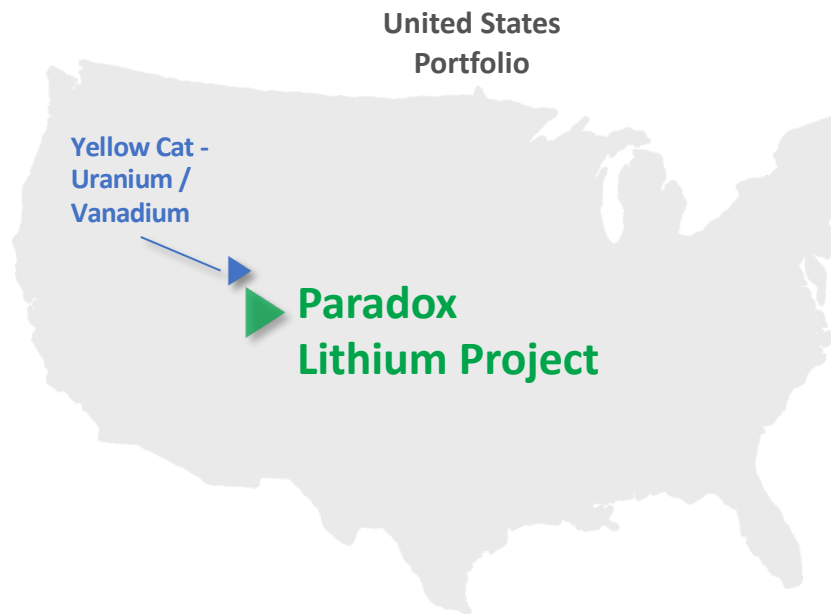 United States
Portfolio
Yellow Cat -
Uranium /
Vanadium
Paradox
Lithium Project